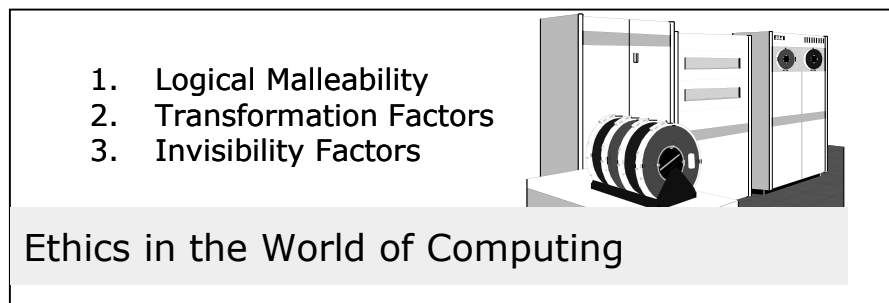 1. Logical Malleability
2. Transformation Factors
3. Invisibility Factors
Ethics in the World of Computing